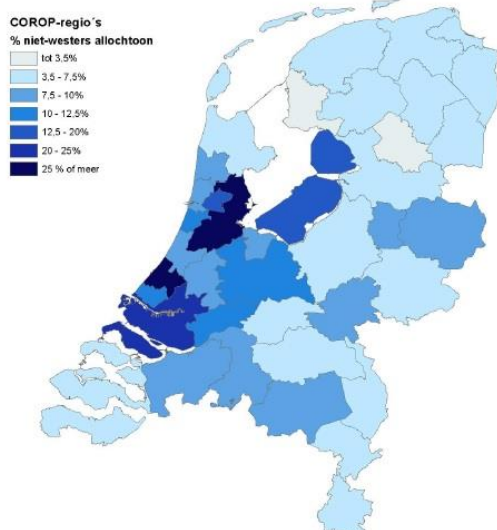 COROP-regio´s
% niet-westers allochtoon
tot 3,5%
3,5 - 7,5%
7,5 - 10%
10 - 12,5%
12,5 - 20%
20 - 25%
25 % of meer